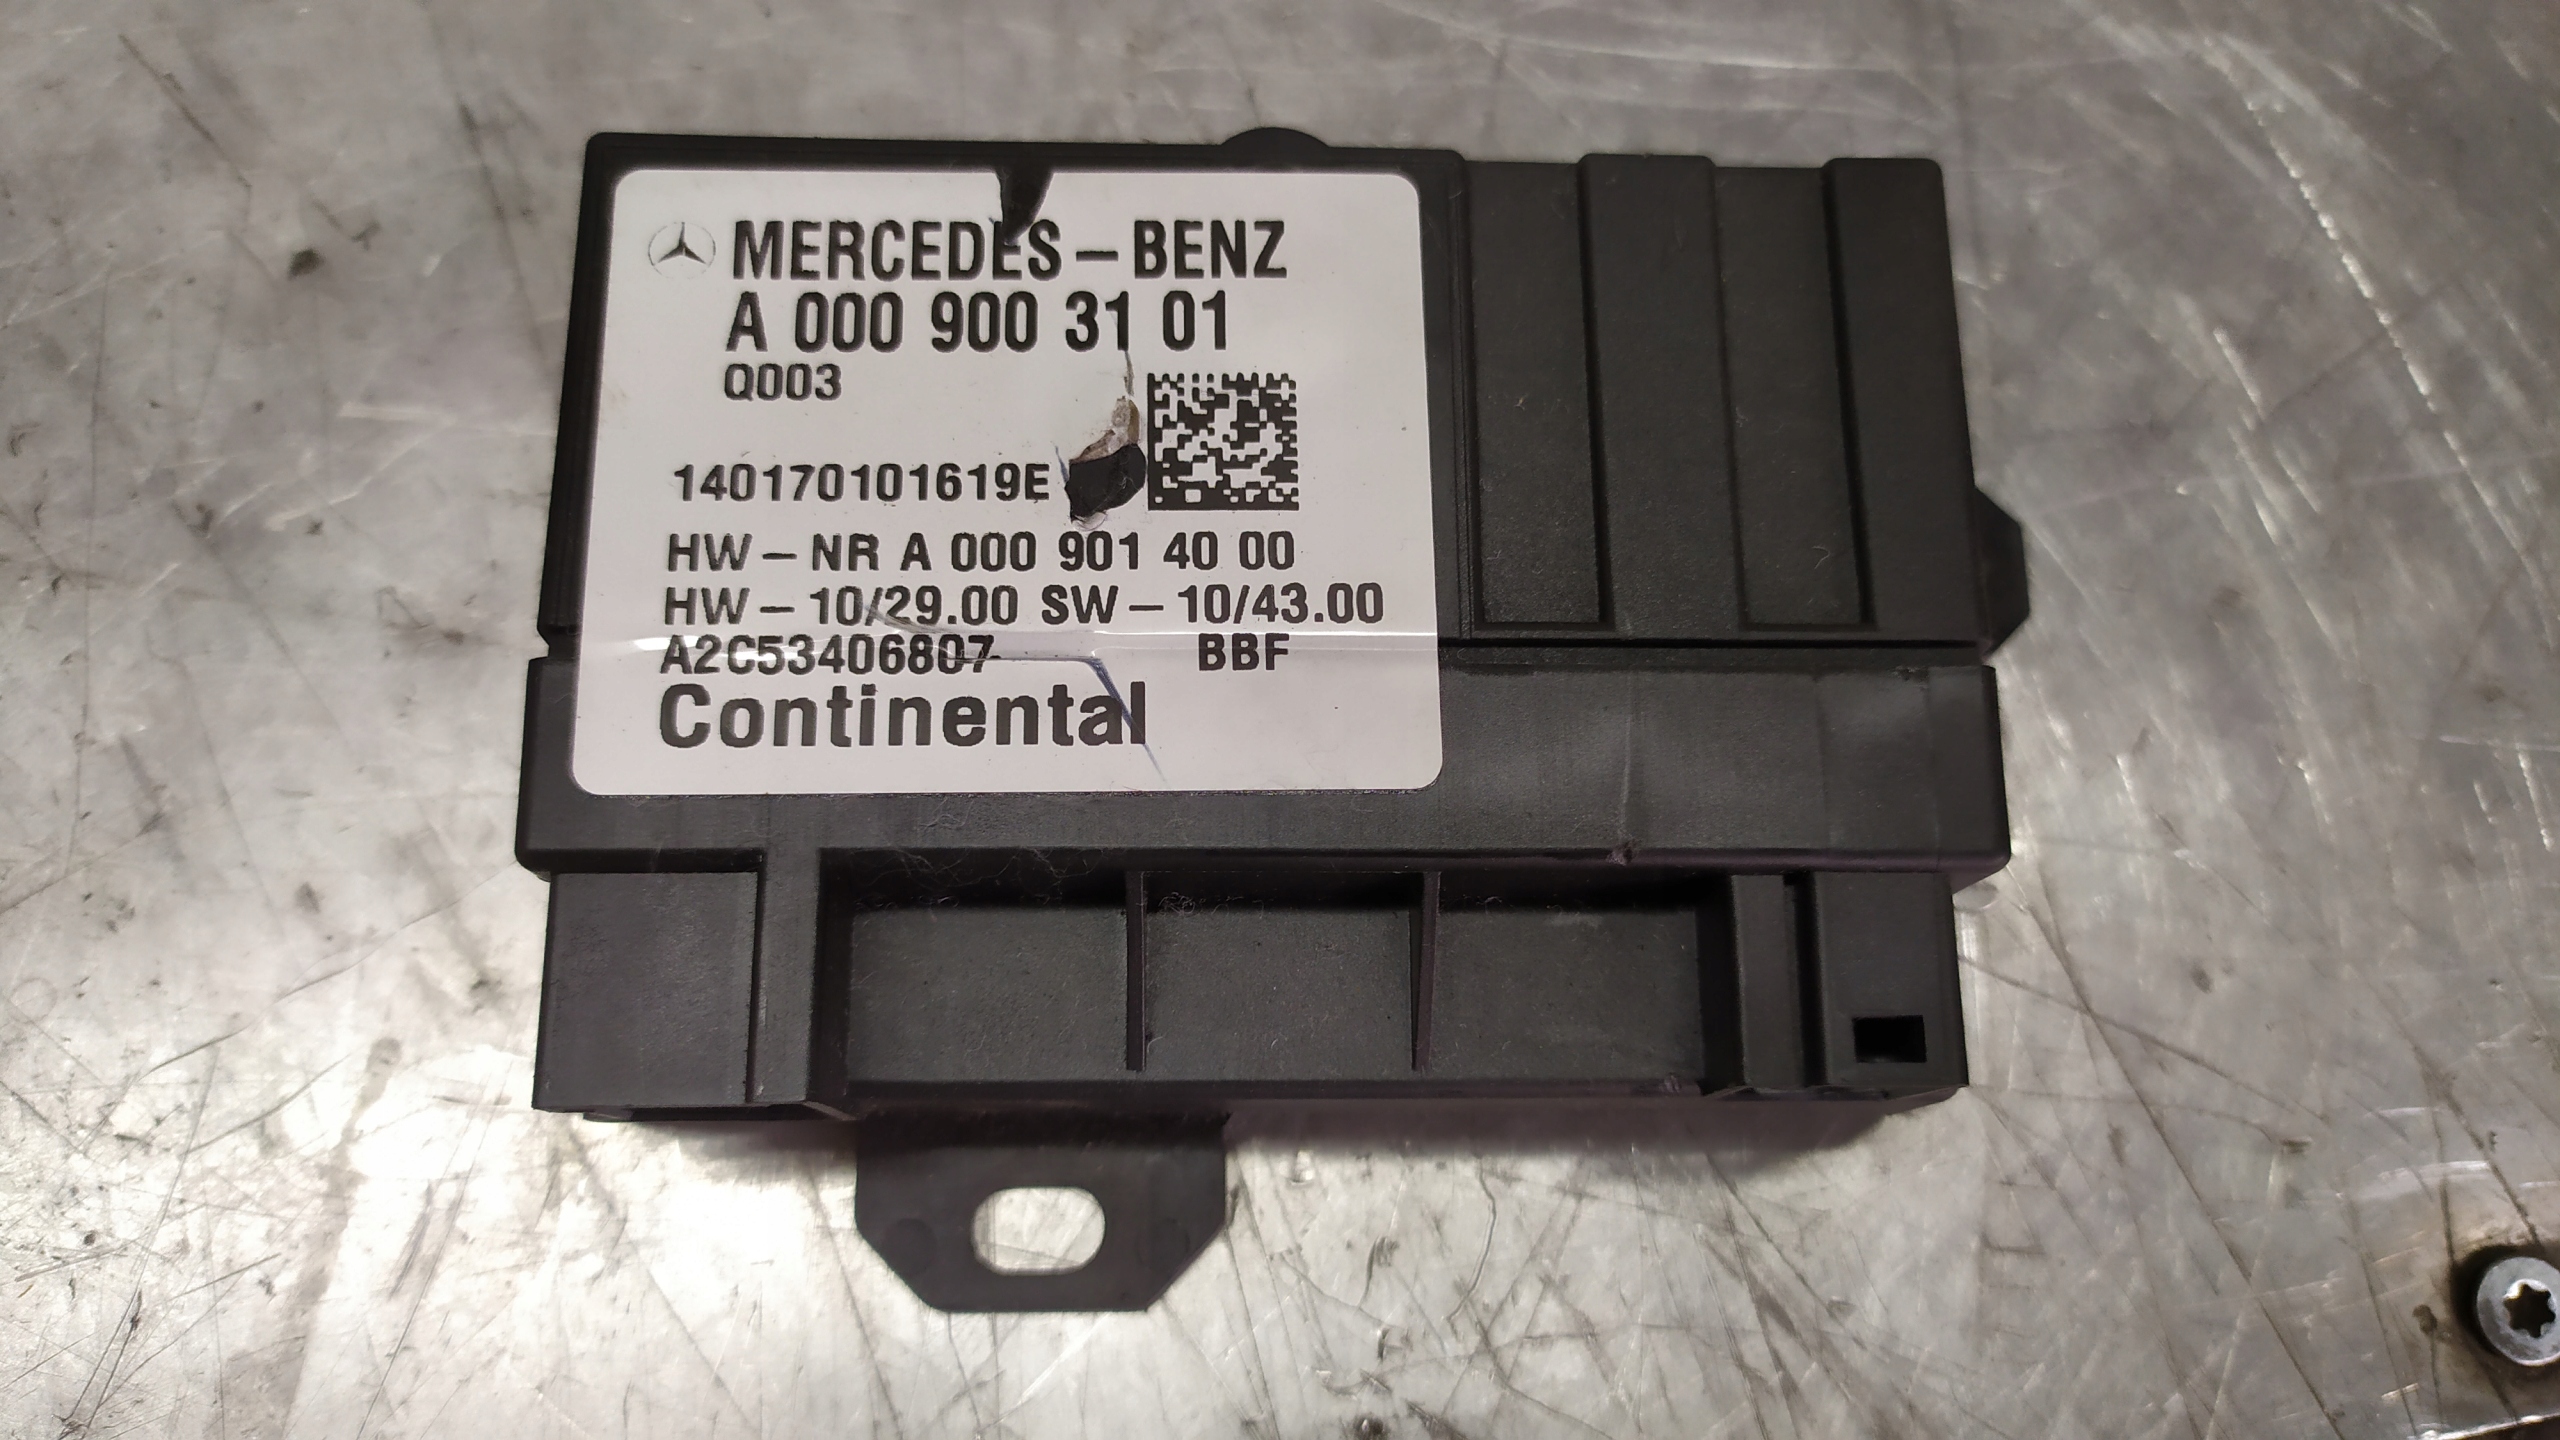 MERCEDES-BENZ
A 000 900 31 01
Q003
140170101619E
HW-NR A 000 901 40 00
HW-10/29.00 SW-10/43.00
A2C53406807 BBF
Continental